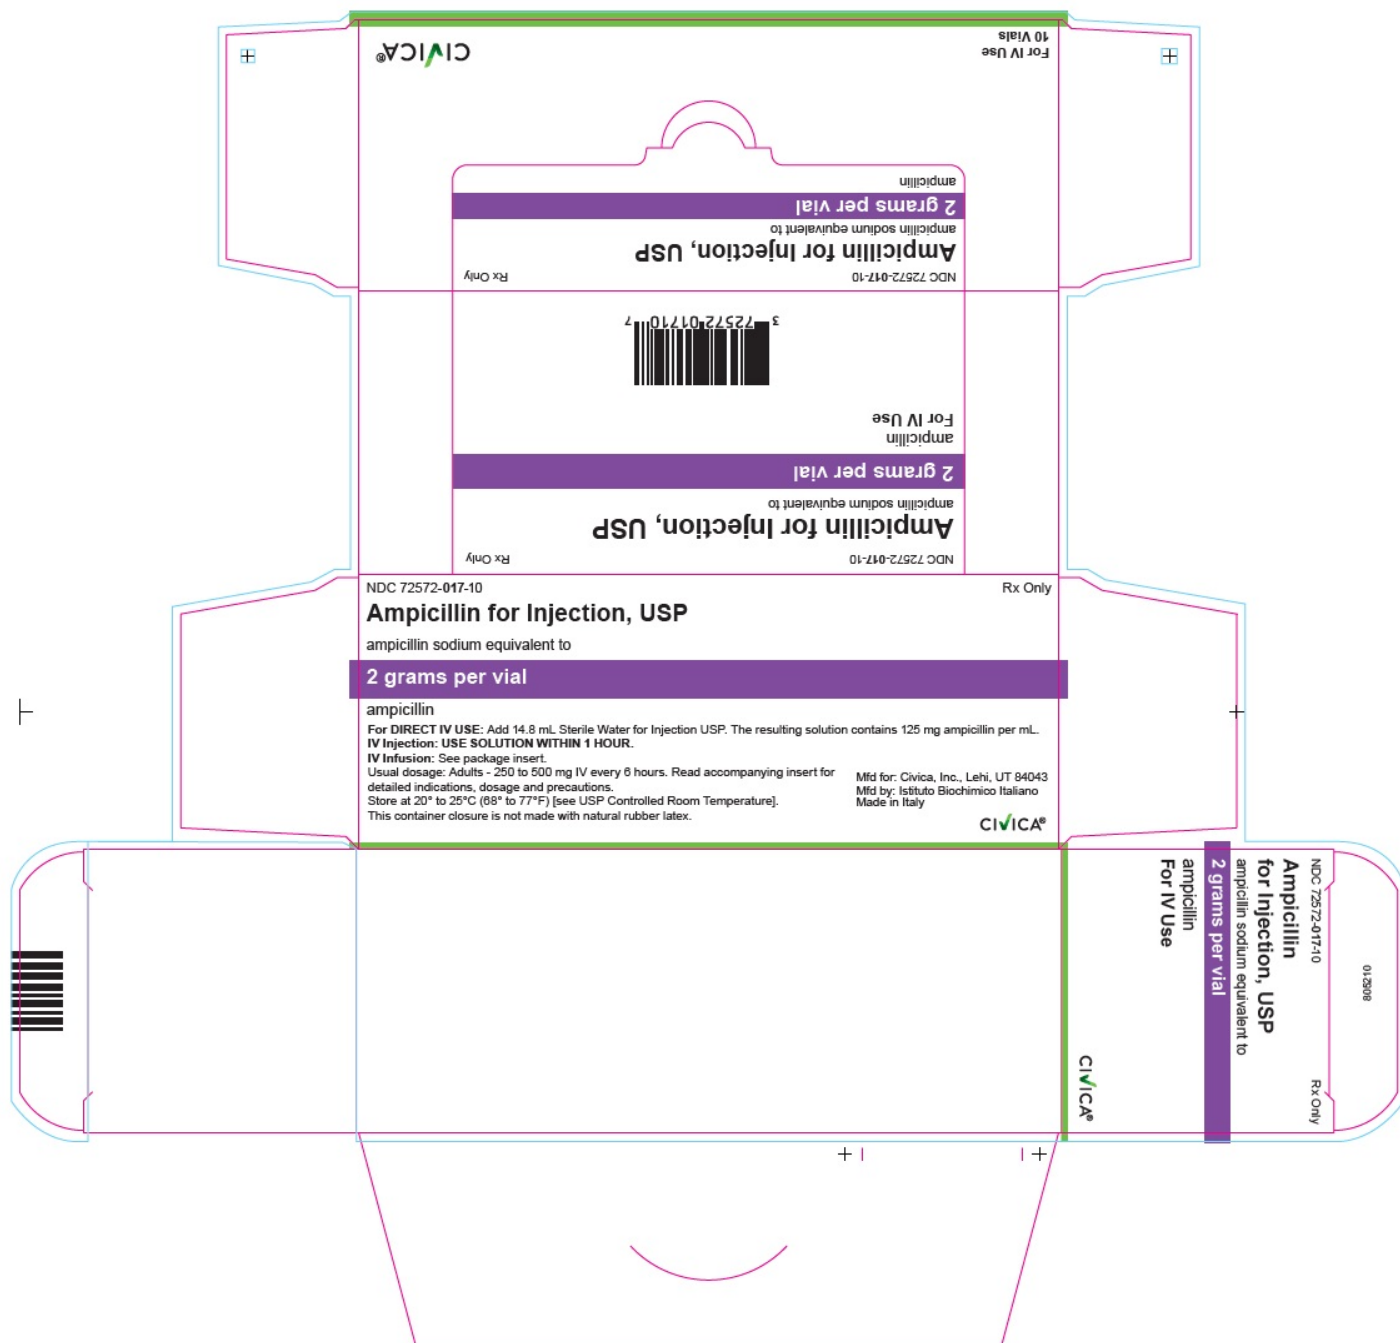 For IV Use
10 Vials
CIVICA®
NDC 72572-017-10 Rx Only
Ampicillin for Injection, USP
ampicillin sodium equivalent to
2 grams per vial
ampicillin
3 72572-01710 7
NDC 72572-017-10 Rx Only
Ampicillin for Injection, USP
ampicillin sodium equivalent to
2 grams per vial
ampicillin
For IV Use
NDC 72572-017-10 Rx Only
Ampicillin for Injection, USP
ampicillin sodium equivalent to
2 grams per vial
ampicillin
For DIRECT IV USE: Add 14.8 mL Sterile Water for Injection USP. The resulting solution contains 125 mg ampicillin per mL.
IV Injection: USE SOLUTION WITHIN 1 HOUR.
IV Infusion: See package insert.
Usual dosage: Adults - 250 to 500 mg IV every 6 hours. Read accompanying insert for
detailed indications, dosage and precautions.
Store at 20° to 25°C (68° to 77°F) [see USP Controlled Room Temperature].
This container closure is not made with natural rubber latex.
Mfd for: Civica, Inc., Lehi, UT 84043
Mfd by: Istituto Biochimico Italiano
Made in Italy
CIVICA®
NDC 72572-017-10 Rx Only
Ampicillin
for Injection, USP
ampicillin sodium equivalent to
2 grams per vial
ampicillin
For IV Use
CIVICA®